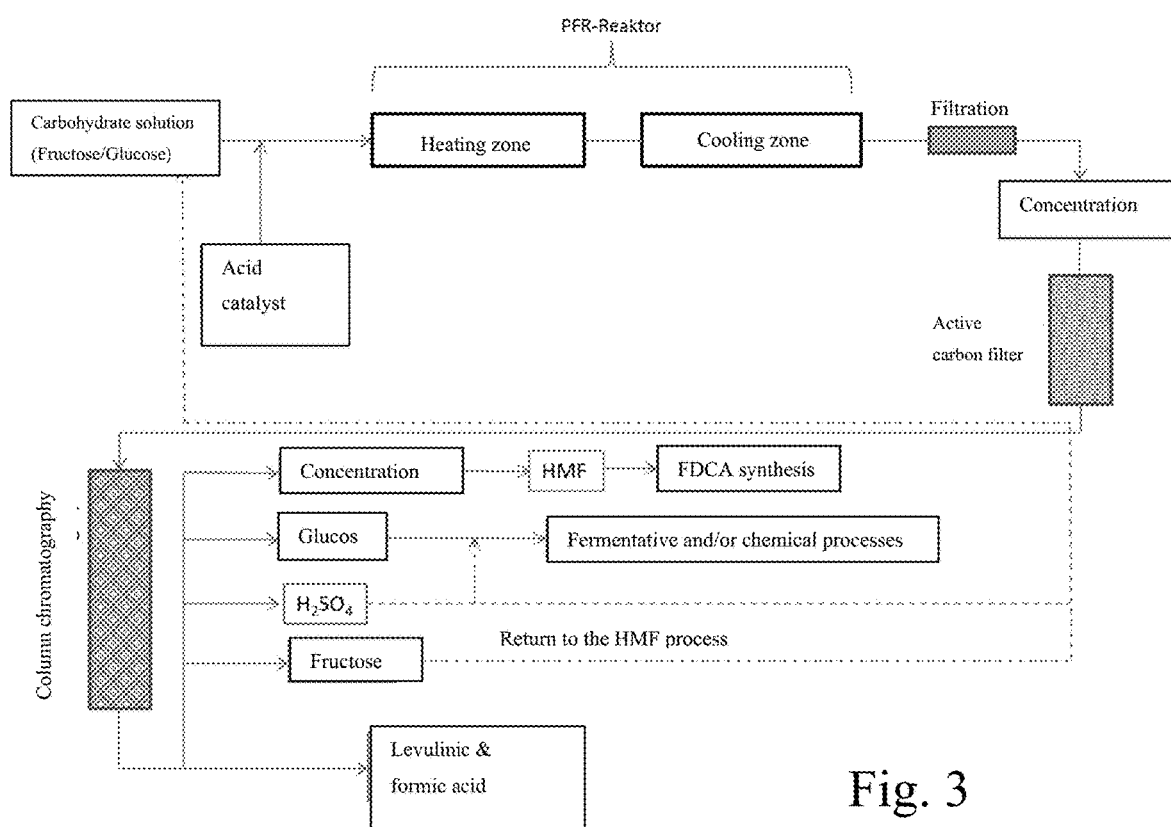 PFR-Reaktor
Carbohydrate solution
(Fructose/Glucose)
Heating zone
Cooling zone
Filtration
Concentration
Acid
catalyst
Active
carbon filter
Column chromatography
Concentration
HMF
FDCA synthesis
Glucos
Fermentative and/or chemical processes
H₂SO₄
Return to the HMF process
Fructose
Levulinic &
formic acid
Fig. 3